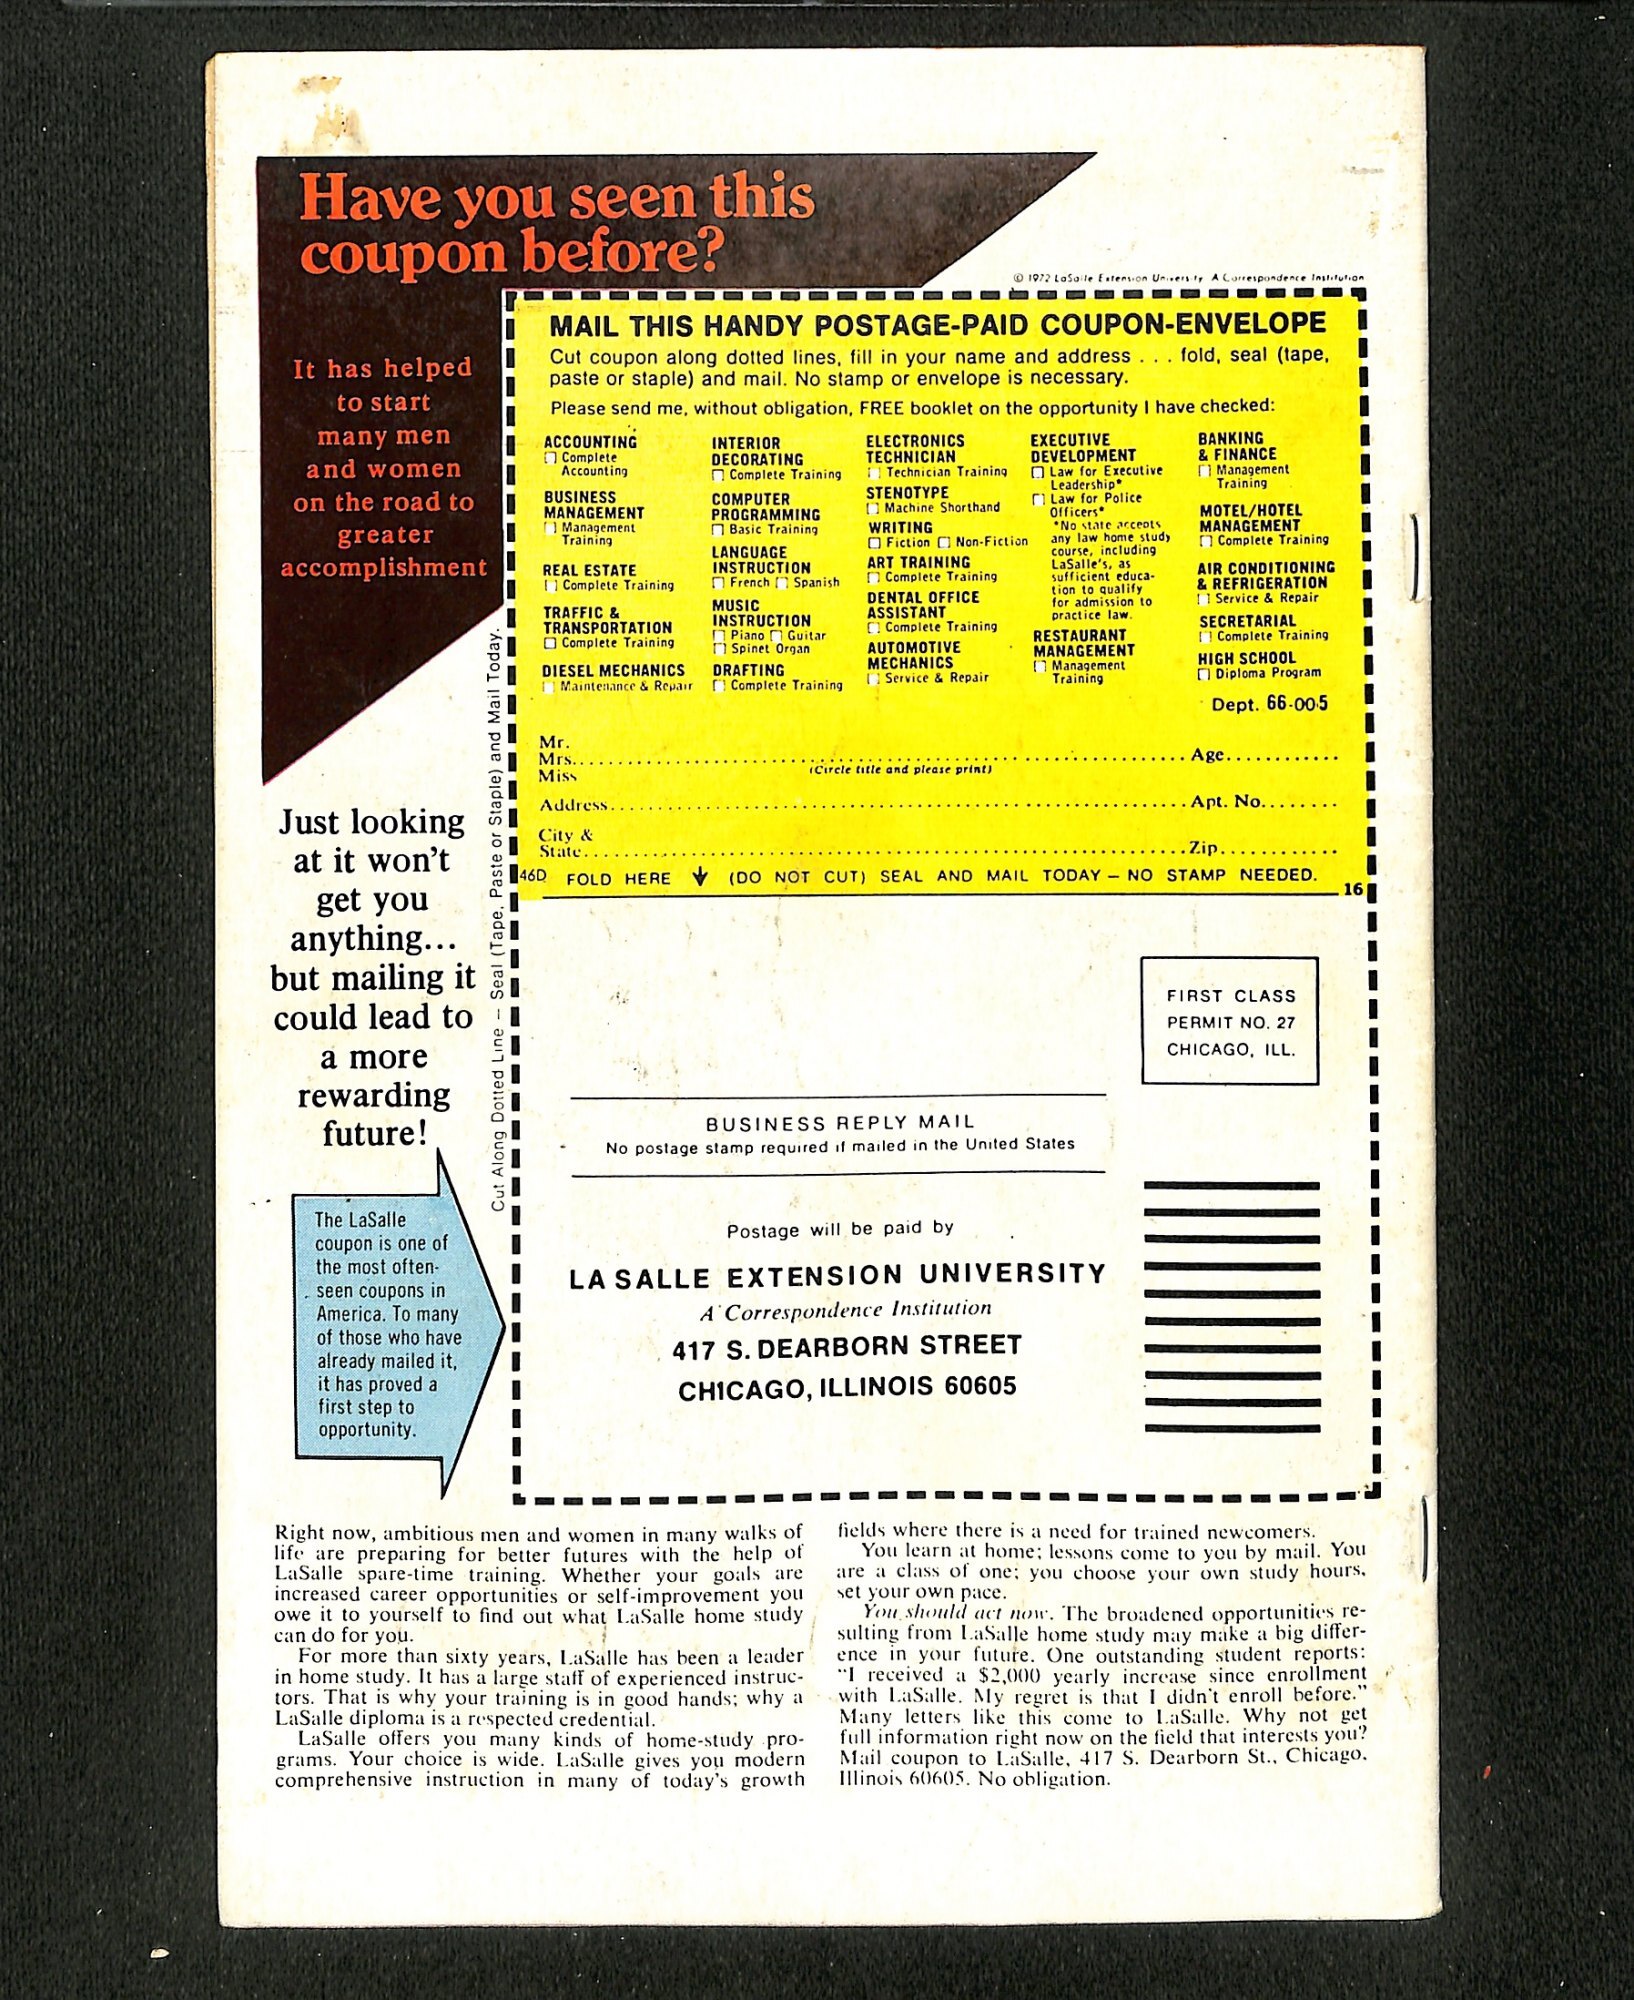 Have you seen this
coupon before?
© 1972 LaSalle Extension University A Correspondence Institution
It has helped
to start
many men
and women
on the road to
greater
accomplishment
MAIL THIS HANDY POSTAGE-PAID COUPON-ENVELOPE
Cut coupon along dotted lines, fill in your name and address . . . fold, seal (tape,
paste or staple) and mail. No stamp or envelope is necessary.
Please send me, without obligation, FREE booklet on the opportunity I have checked:
ACCOUNTING
Complete
Accounting
BUSINESS
MANAGEMENT
Management
Training
REAL ESTATE
Complete Training
TRAFFIC &
TRANSPORTATION
Complete Training
DIESEL MECHANICS
Maintenance & Repair
INTERIOR
DECORATING
Complete Training
COMPUTER
PROGRAMMING
Basic Training
LANGUAGE
INSTRUCTION
French Spanish
MUSIC
INSTRUCTION
Piano Guitar
Spinet Organ
DRAFTING
Complete Training
ELECTRONICS
TECHNICIAN
Technician Training
STENOTYPE
Machine Shorthand
WRITING
Fiction Non-Fiction
ART TRAINING
Complete Training
DENTAL OFFICE
ASSISTANT
Complete Training
AUTOMOTIVE
MECHANICS
Service & Repair
EXECUTIVE
DEVELOPMENT
Law for Executive
Leadership*
Law for Police
Officers*
*No state accepts
any law home study
course, including
LaSalle's, as
sufficient educa-
tion to qualify
for admission to
practice law.
RESTAURANT
MANAGEMENT
Management
Training
BANKING
& FINANCE
Management
Training
MOTEL/HOTEL
MANAGEMENT
Complete Training
AIR CONDITIONING
& REFRIGERATION
Service & Repair
SECRETARIAL
Complete Training
HIGH SCHOOL
Diploma Program
Dept. 66-005
Mr.
Mrs. Age
Miss (Circle title and please print)
Address Apt. No.
City &
State Zip
46D FOLD HERE (DO NOT CUT) SEAL AND MAIL TODAY — NO STAMP NEEDED.
16
Cut Along Dotted Line – Seal (Tape, Paste or Staple) and Mail Today.
Just looking
at it won't
get you
anything...
but mailing it
could lead to
a more
rewarding
future!
The LaSalle
coupon is one of
the most often-
seen coupons in
America. To many
of those who have
already mailed it,
it has proved a
first step to
opportunity.
FIRST CLASS
PERMIT NO. 27
CHICAGO, ILL.
BUSINESS REPLY MAIL
No postage stamp required if mailed in the United States
Postage will be paid by
LA SALLE EXTENSION UNIVERSITY
A Correspondence Institution
417 S. DEARBORN STREET
CHICAGO, ILLINOIS 60605
Right now, ambitious men and women in many walks of
life are preparing for better futures with the help of
LaSalle spare-time training. Whether your goals are
increased career opportunities or self-improvement you
owe it to yourself to find out what LaSalle home study
can do for you.
For more than sixty years, LaSalle has been a leader
in home study. It has a large staff of experienced instruc-
tors. That is why your training is in good hands; why a
LaSalle diploma is a respected credential.
LaSalle offers you many kinds of home-study pro-
grams. Your choice is wide. LaSalle gives you modern
comprehensive instruction in many of today's growth
fields where there is a need for trained newcomers.
You learn at home; lessons come to you by mail. You
are a class of one; you choose your own study hours,
set your own pace.
You should act now. The broadened opportunities re-
sulting from LaSalle home study may make a big differ-
ence in your future. One outstanding student reports:
"I received a $2,000 yearly increase since enrollment
with LaSalle. My regret is that I didn't enroll before."
Many letters like this come to LaSalle. Why not get
full information right now on the field that interests you?
Mail coupon to LaSalle, 417 S. Dearborn St., Chicago,
Illinois 60605. No obligation.